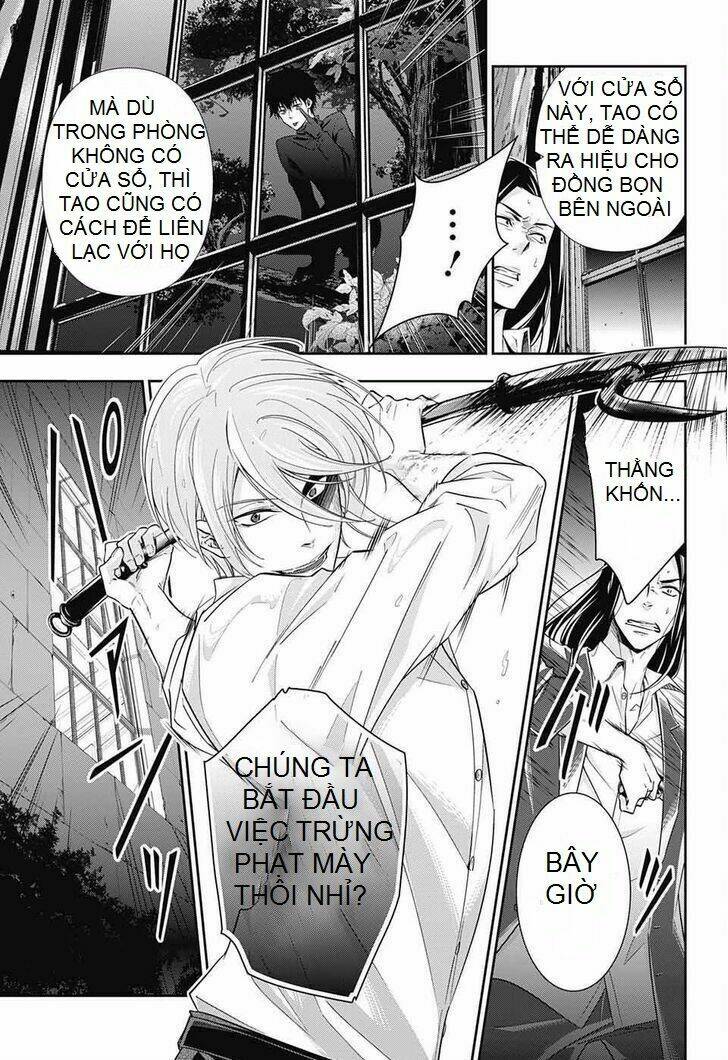 VỚI CỬA SỔ
NÀY, TAO CÓ
THỂ DỄ DÀNG
RA HIỆU CHO
ĐỒNG BỌN
BÊN NGOÀI
...!
MÀ DÙ
TRONG PHÒNG
KHÔNG CÓ
CỬA SỔ, THÌ
TAO CŨNG CÓ
CÁCH ĐỂ LIÊN
LẠC VỚI HỌ
THẰNG
KHỐN...
BÂY
GIỜ
CHÚNG TA
BẮT ĐẦU
VIỆC TRỪNG
PHẠT MÀY
THÔI NHỈ?